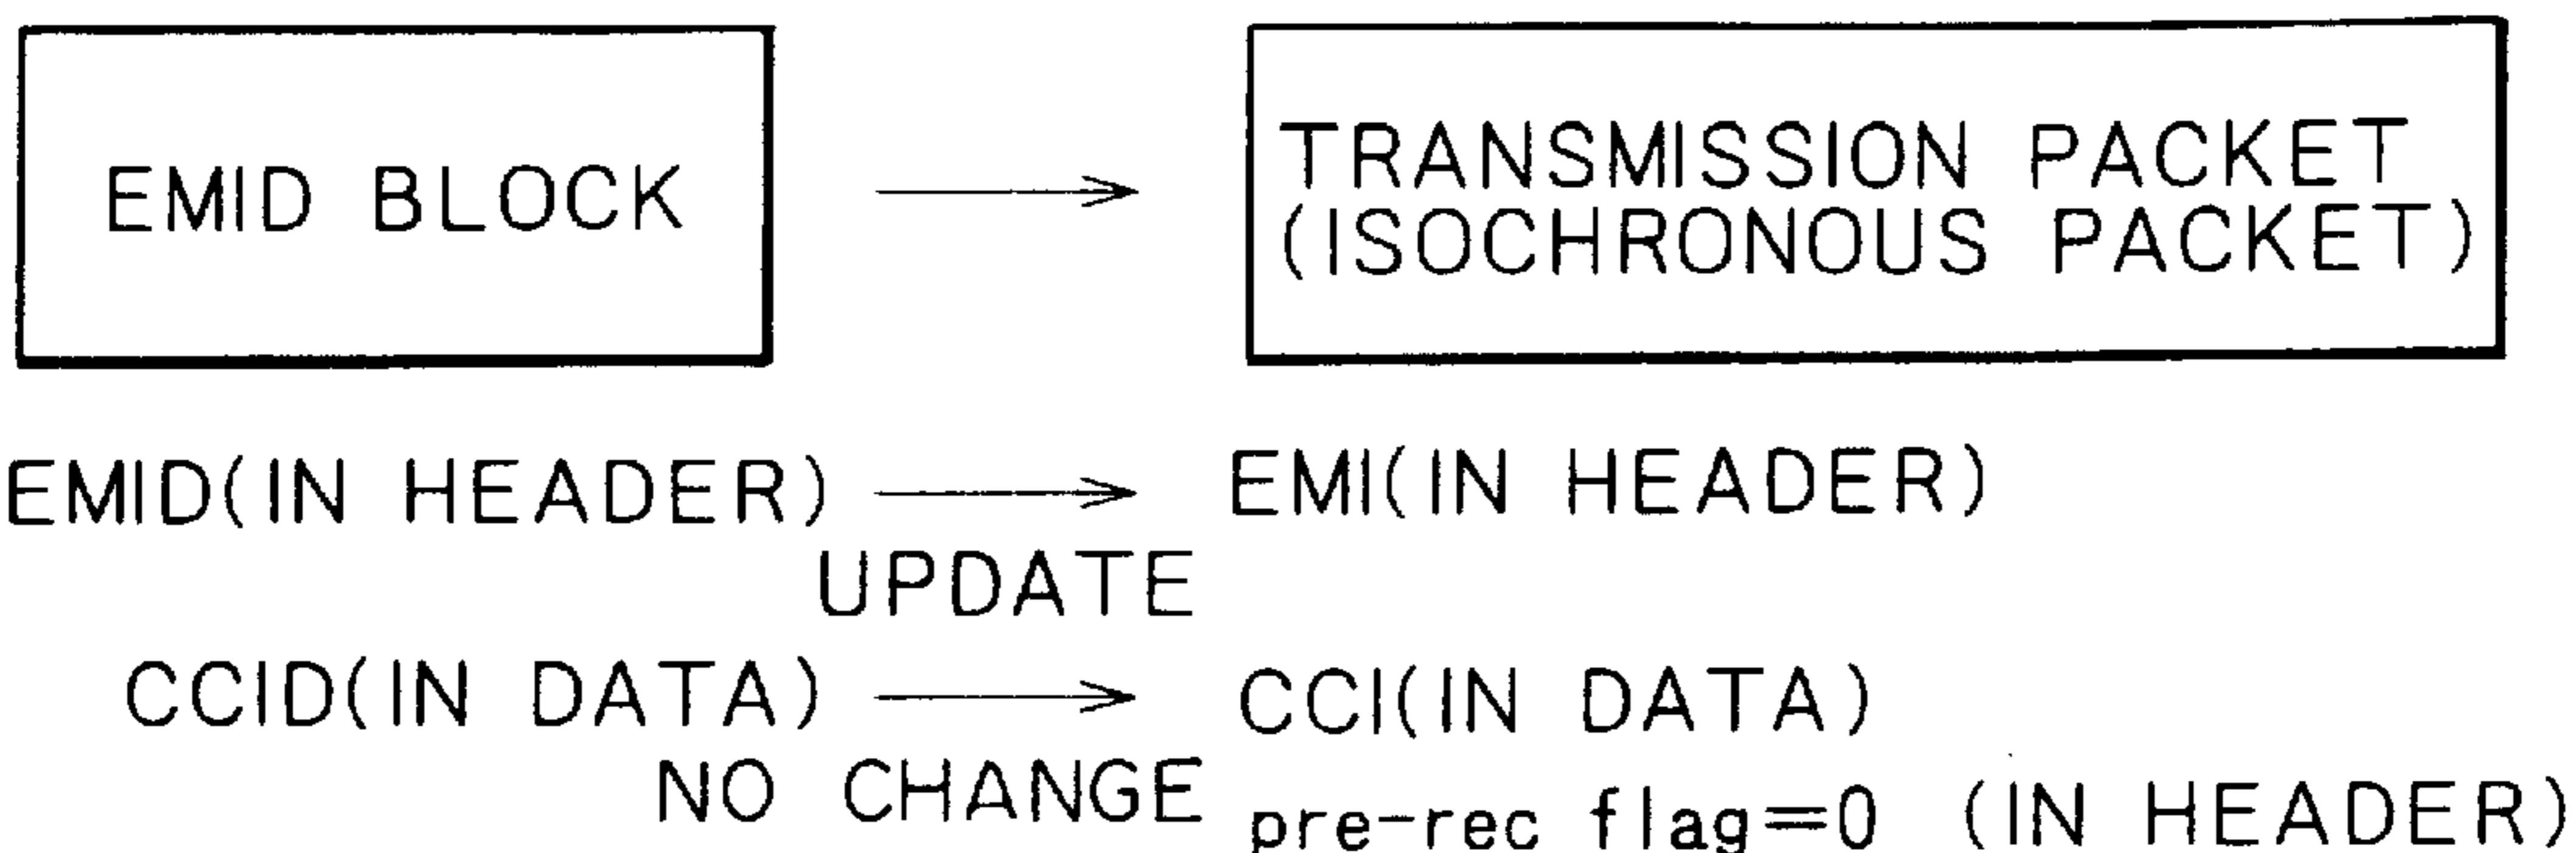 EMID BLOCK
TRANSMISSION PACKET
(ISOCHRONOUS PACKET)
EMID(IN HEADER)
EMI(IN HEADER)
UPDATE
CCID(IN DATA)
CCI(IN DATA)
NO CHANGE
pre-rec flag=0 (IN HEADER)